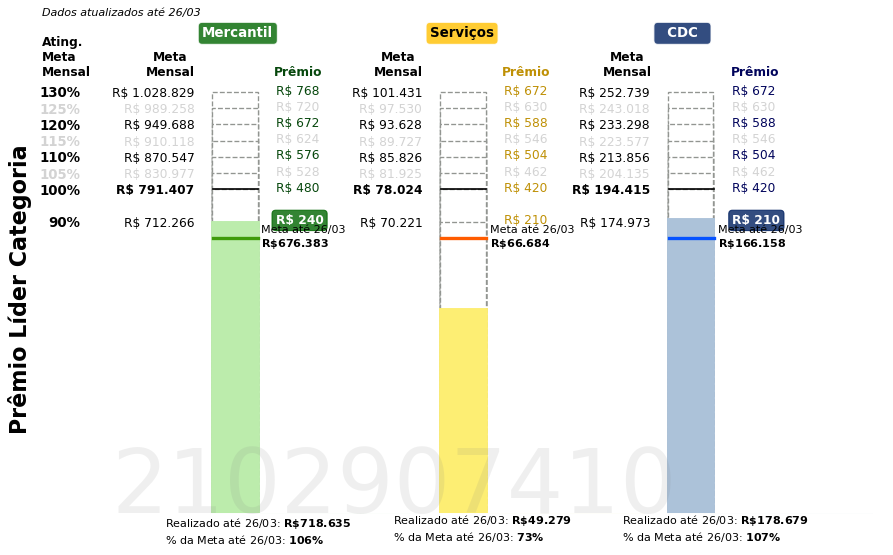 Dados atualizados até 26/03
Mercantil
Serviços
CDC
Ating.
Meta
Mensal
Meta
Mensal
Prêmio
Meta
Mensal
Prêmio
Meta
Mensal
Prêmio
130% R$ 1.028.829 R$ 768 R$ 101.431 R$ 672 R$ 252.739 R$ 672
125% R$ 989.258 R$ 720 R$ 97.530 R$ 630 R$ 243.018 R$ 630
120% R$ 949.688 R$ 672 R$ 93.628 R$ 588 R$ 233.298 R$ 588
115% R$ 910.118 R$ 624 R$ 89.727 R$ 546 R$ 223.577 R$ 546
110% R$ 870.547 R$ 576 R$ 85.826 R$ 504 R$ 213.856 R$ 504
105% R$ 830.977 R$ 528 R$ 81.925 R$ 462 R$ 204.135 R$ 462
100% R$ 791.407 R$ 480 R$ 78.024 R$ 420 R$ 194.415 R$ 420
90% R$ 712.266 R$ 240 R$ 70.221 R$ 210 R$ 174.973 R$ 210
Meta até 26/03
R$676.383
Meta até 26/03
R$66.684
Meta até 26/03
R$166.158
Prêmio Líder Categoria
2102907410
Realizado até 26/03: R$718.635
% da Meta até 26/03: 106%
Realizado até 26/03: R$49.279
% da Meta até 26/03: 73%
Realizado até 26/03: R$178.679
% da Meta até 26/03: 107%